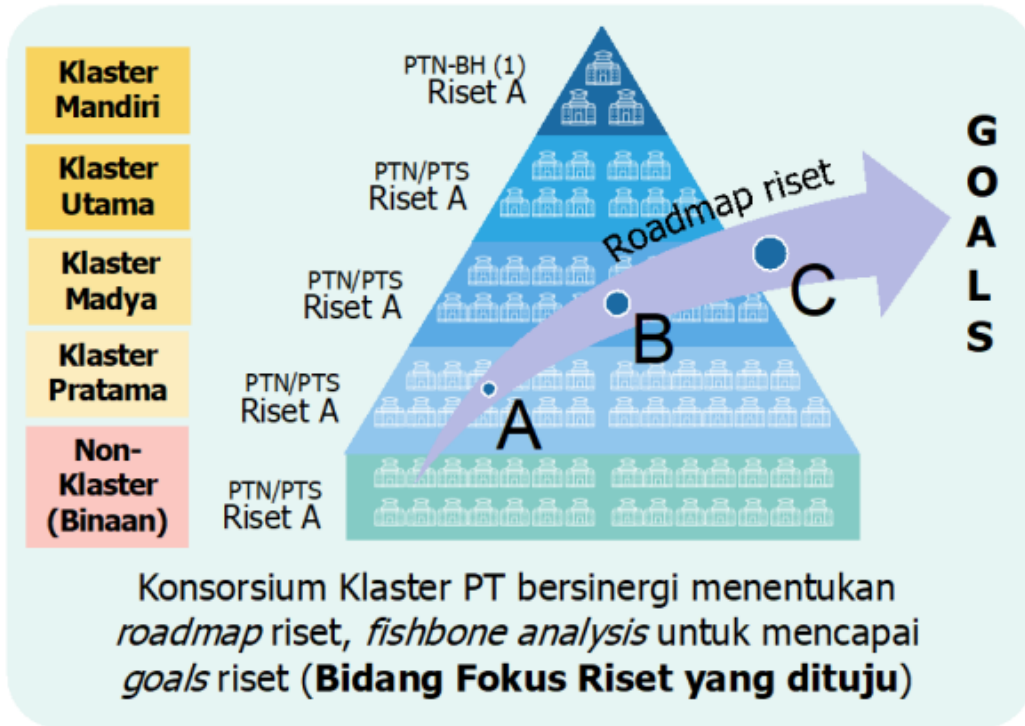 Klaster
Mandiri
PTN-BH (1)
Riset A
Klaster
Utama
PTN/PTS
Riset A
Klaster
Madya
PTN/PTS
Riset A
Klaster
Pratama
PTN/PTS
Riset A
Non-
Klaster
(Binaan)
PTN/PTS
Riset A
Roadmap riset
A
B
C
G
O
A
L
S
Konsorsium Klaster PT bersinergi menentukan
roadmap riset, fishbone analysis untuk mencapai
goals riset (Bidang Fokus Riset yang dituju)